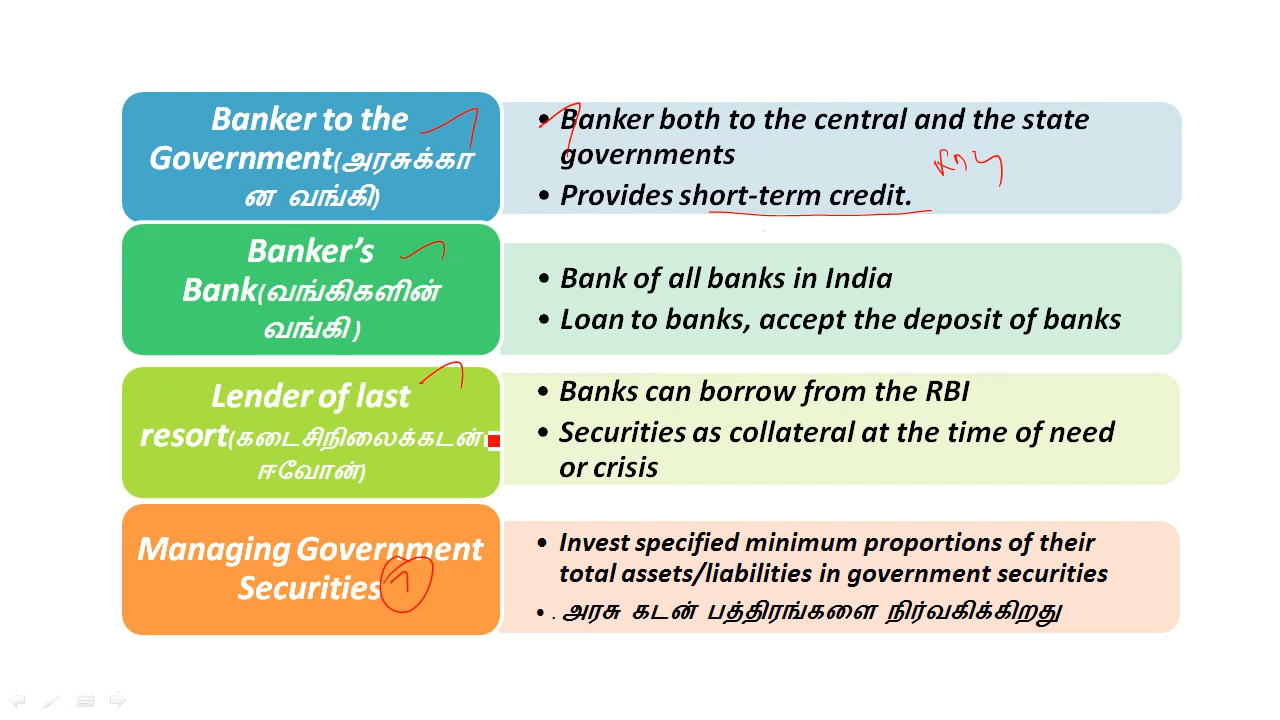 Banker to the
Government(அரசுக்கா
ன வங்கி)
• Banker both to the central and the state
governments
• Provides short-term credit.
Banker’s
Bank(வங்கிகளின்
வங்கி )
• Bank of all banks in India
• Loan to banks, accept the deposit of banks
Lender of last
resort(கடைசிநிலைக்கடன்
ஈவோன்)
• Banks can borrow from the RBI
• Securities as collateral at the time of need
or crisis
Managing Government
Securities
• Invest specified minimum proportions of their
total assets/liabilities in government securities
• . அரசு கடன் பத்திரங்களை நிர்வகிக்கிறது